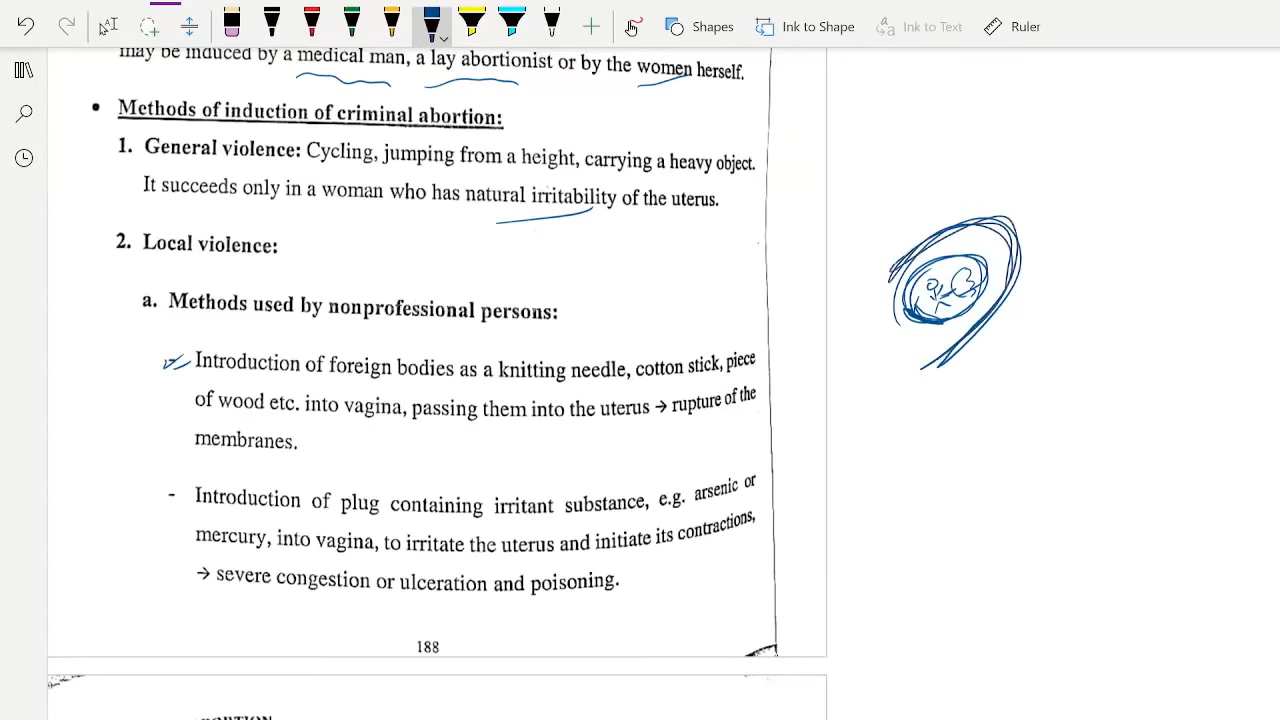 Shapes
Ink to Shape
Ink to Text
Ruler
may be induced by a medical man, a lay abortionist or by the women herself.
• Methods of induction of criminal abortion:
1. General violence: Cycling, jumping from a height, carrying a heavy object.
It succeeds only in a woman who has natural irritability of the uterus.
2. Local violence:
a. Methods used by nonprofessional persons:
Introduction of foreign bodies as a knitting needle, cotton stick, piece
of wood etc. into vagina, passing them into the uterus → rupture of the
membranes.
- Introduction of plug containing irritant substance, e.g. arsenic or
mercury, into vagina, to irritate the uterus and initiate its contractions,
→ severe congestion or ulceration and poisoning.
188